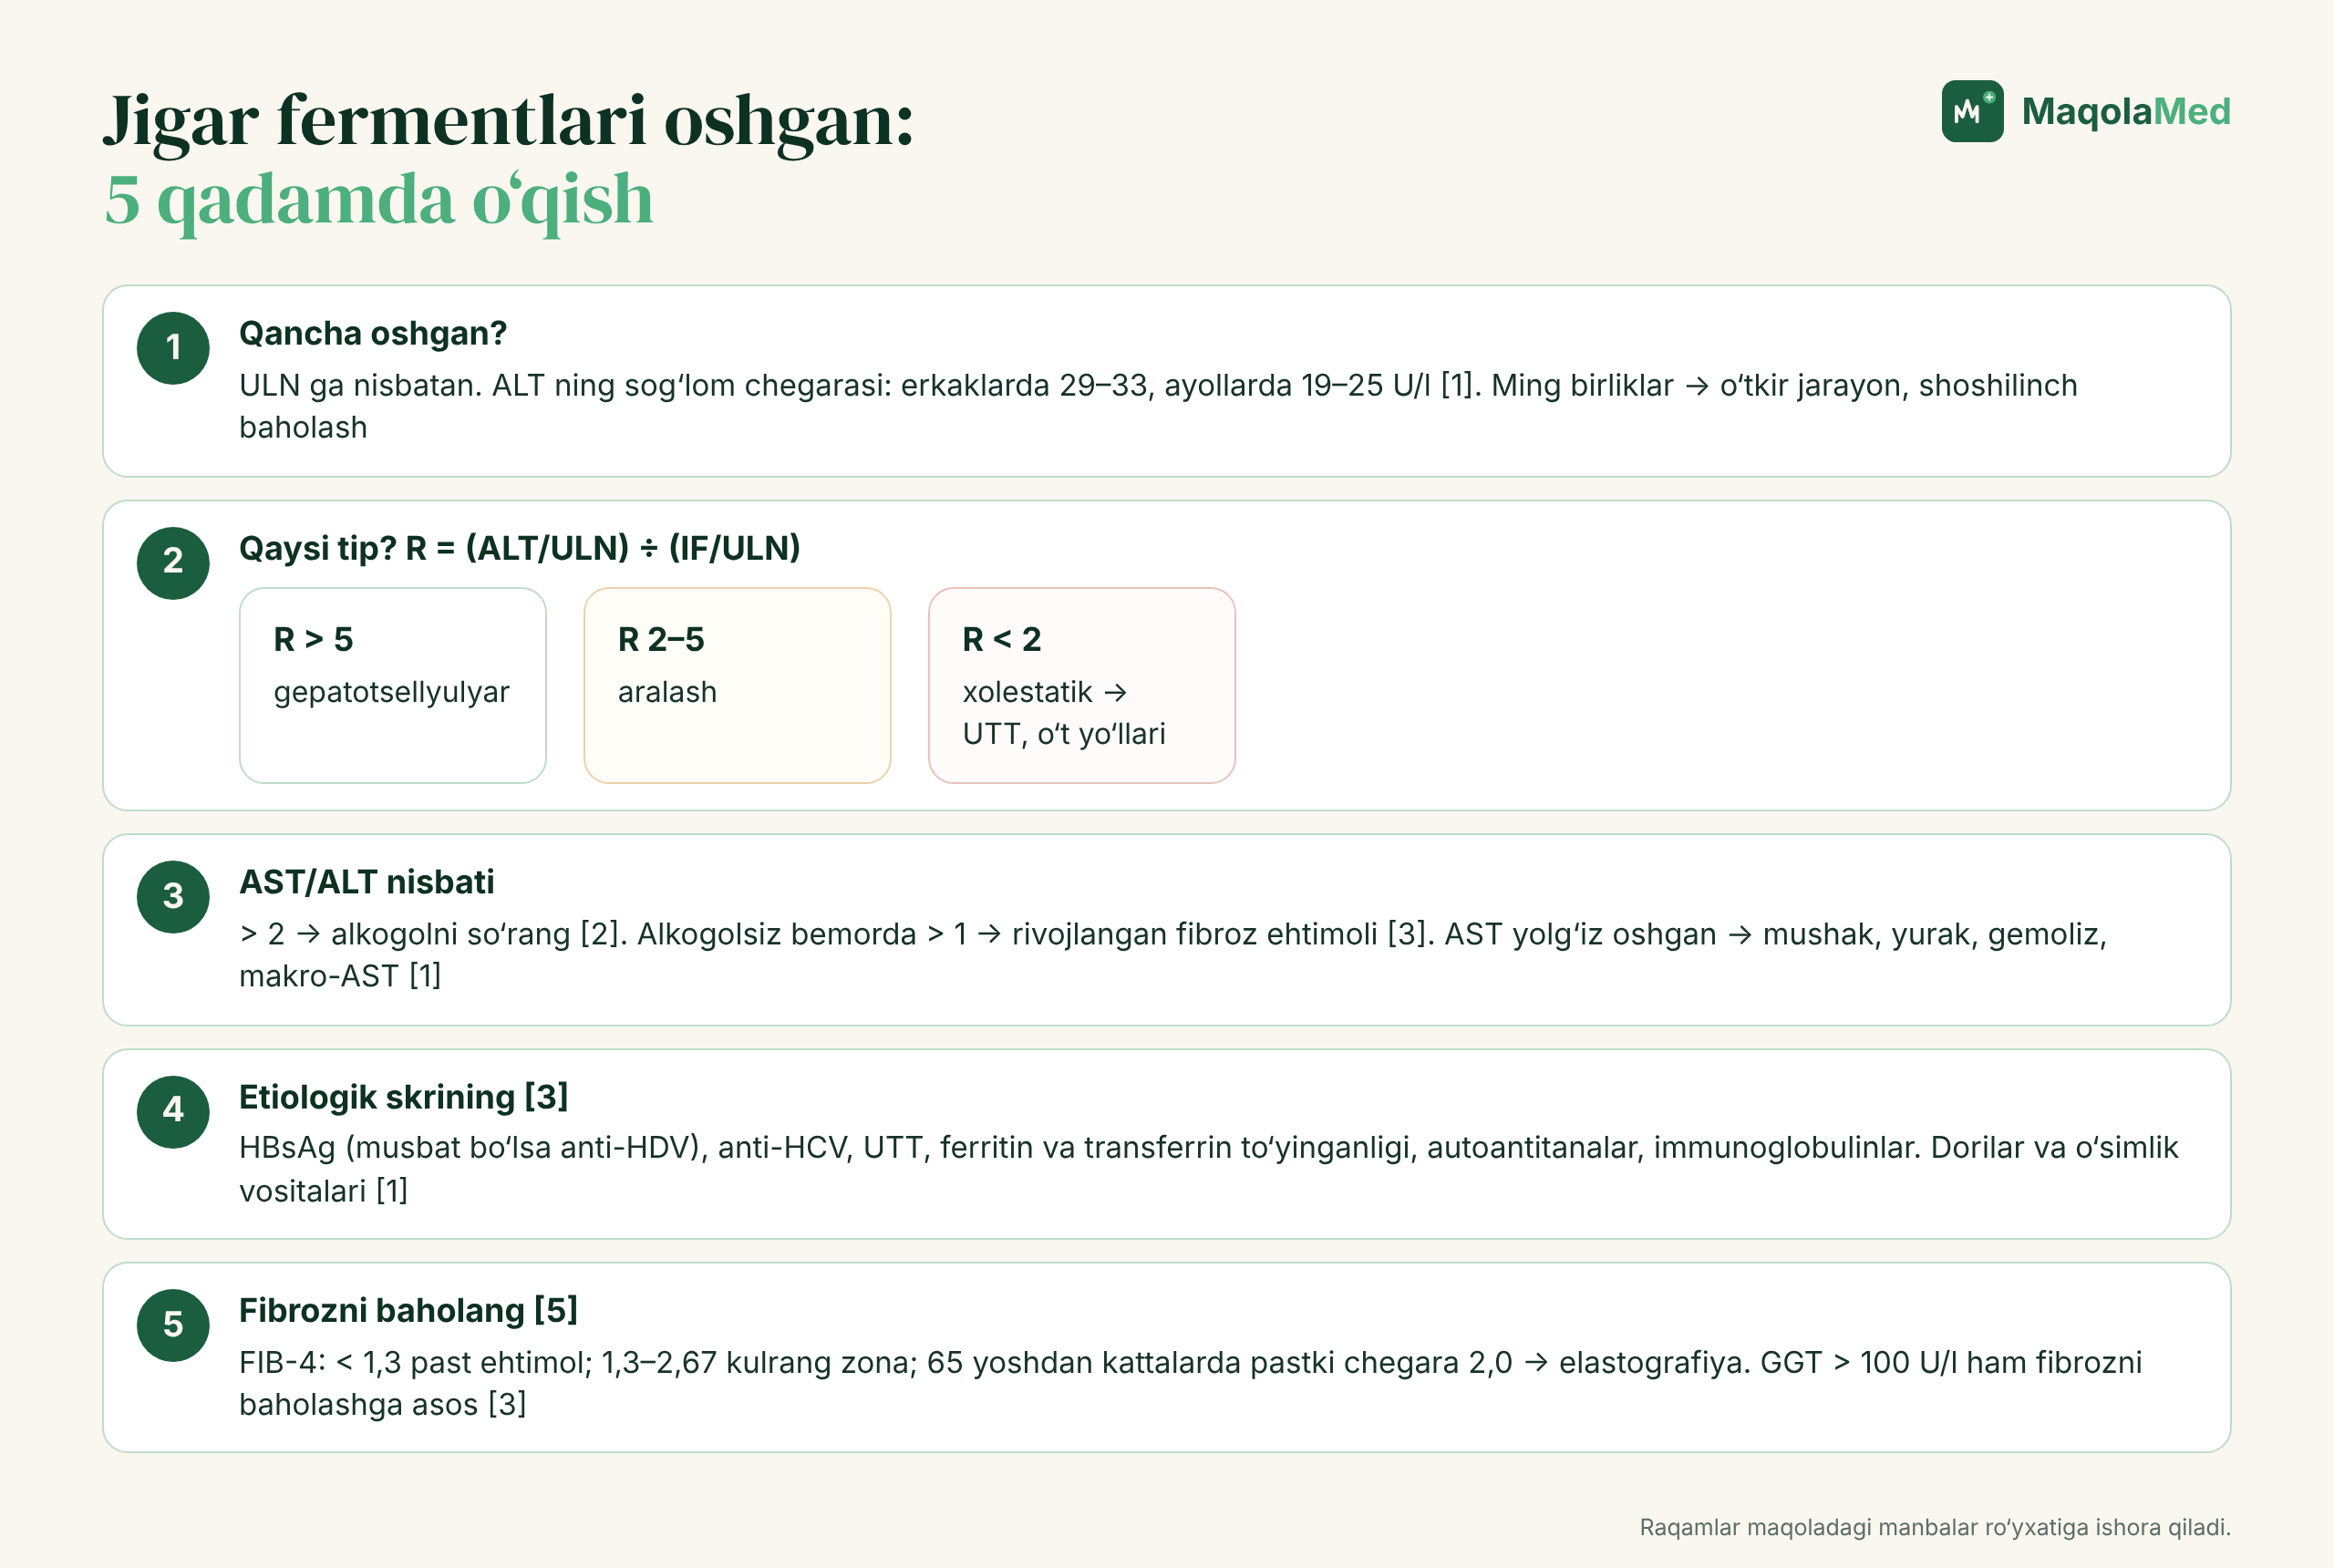 Jigar fermentlari oshgan:
5 qadamda o‘qish
MaqolaMed
1
Qancha oshgan?
ULN ga nisbatan. ALT ning sog‘lom chegarasi: erkaklarda 29–33, ayollarda 19–25 U/l [1]. Ming birliklar → o‘tkir jarayon, shoshilinch
baholash
2
Qaysi tip? R = (ALT/ULN) ÷ (IF/ULN)
R > 5
gepatotsellyulyar
R 2–5
aralash
R < 2
xolestatik →
UTT, o‘t yo‘llari
3
AST/ALT nisbati
> 2 → alkogolni so‘rang [2]. Alkogolsiz bemorda > 1 → rivojlangan fibroz ehtimoli [3]. AST yolg‘iz oshgan → mushak, yurak, gemoliz,
makro-AST [1]
4
Etiologik skrining [3]
HBsAg (musbat bo‘lsa anti-HDV), anti-HCV, UTT, ferritin va transferrin to‘yinganligi, autoantitanalar, immunoglobulinlar. Dorilar va o‘simlik
vositalari [1]
5
Fibrozni baholang [5]
FIB-4: < 1,3 past ehtimol; 1,3–2,67 kulrang zona; 65 yoshdan kattalarda pastki chegara 2,0 → elastografiya. GGT > 100 U/l ham fibrozni
baholashga asos [3]
Raqamlar maqoladagi manbalar ro‘yxatiga ishora qiladi.